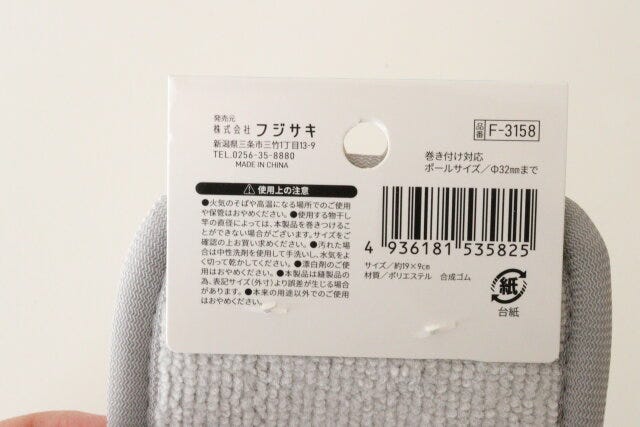 発売元
株式会社 フジサキ
新潟県三条市三竹1丁目13-9
TEL.0256-35-8880
MADE IN CHINA
品番 F-3158
巻き付け対応
ポールサイズ/Φ32mmまで
使用上の注意
●火気のそばや高温になる場所でのご使用
や保管はおやめください。●使用する物干し
竿の直径によっては、本製品を巻きつけるこ
とができない場合がございます。サイズをご
確認の上お買い求めください。●汚れた場
合は中性洗剤を使用して手洗いし、水気をよ
く切って乾かしてください。●漂白剤のご使
用はおやめください。●本製品は縫製品の
為、表記サイズ(外寸)より誤差が生じる場合
があります。●本来の用途以外でのご使用
はおやめください。
4 936181 535825
サイズ/約19×9cm
材質/ポリエステル 合成ゴム
紙
台紙